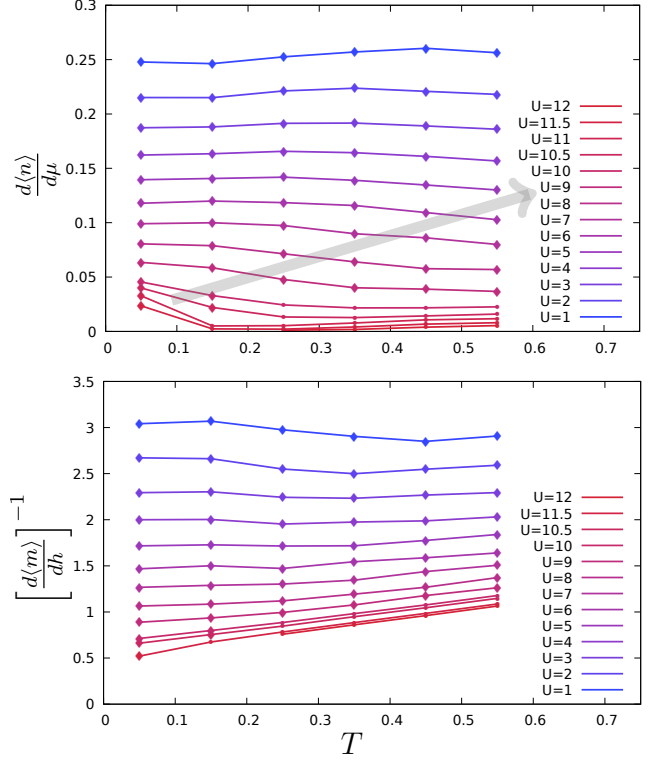 0.3
0.25
0.2
0.15
0.1
0.05
0
d⟨n⟩
dμ
U=12
U=11.5
U=11
U=10.5
U=10
U=9
U=8
U=7
U=6
U=5
U=4
U=3
U=2
U=1
0 0.1 0.2 0.3 0.4 0.5 0.6 0.7
3.5
3
2.5
2
1.5
1
0.5
0
[d⟨m⟩/dh]⁻¹
U=12
U=11.5
U=10.5
U=10
U=9
U=8
U=7
U=6
U=5
U=4
U=3
U=2
U=1
0 0.1 0.2 0.3 0.4 0.5 0.6 0.7
T